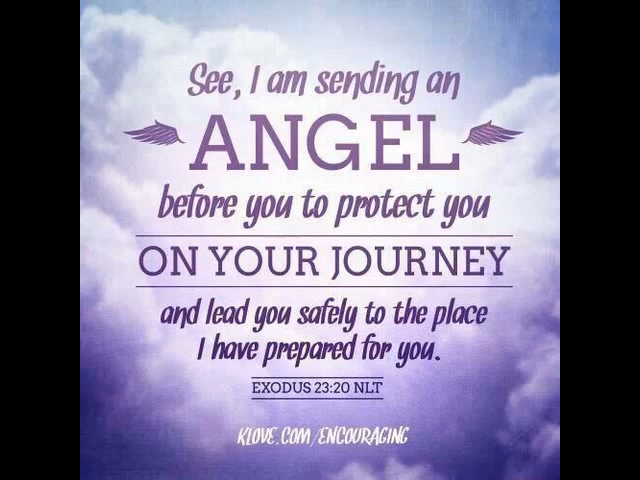 See, I am sending an
ANGEL
before you to protect you
ON YOUR JOURNEY
and lead you safely to the place
I have prepared for you.
EXODUS 23:20 NLT
KLOVE.COM/ENCOURAGING